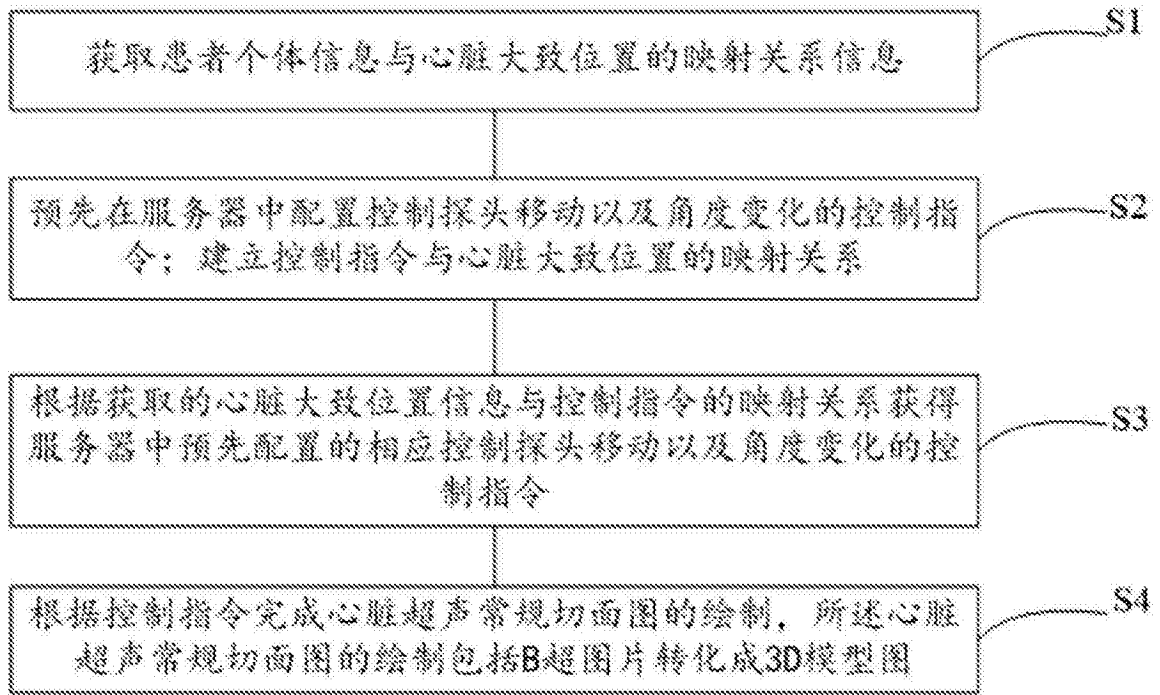 S1
获取患者个体信息与心脏大致位置的映射关系信息
S2
预先在服务器中配置控制探头移动以及角度变化的控制指
令；建立控制指令与心脏大致位置的映射关系
S3
根据获取的心脏大致位置信息与控制指令的映射关系获得
服务器中预先配置的相应控制探头移动以及角度变化的控
制指令
S4
根据控制指令完成心脏超声常规切面图的绘制，所述心脏
超声常规切面图的绘制包括B超图片转化成3D模型图